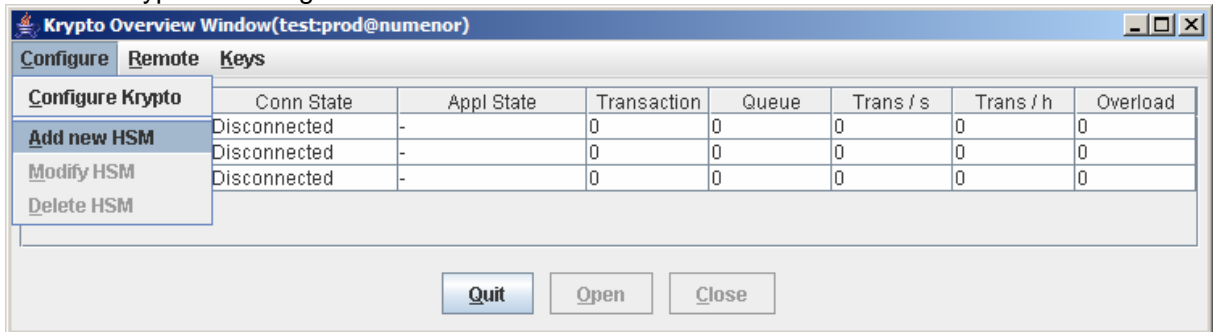 Krypto Overview Window(test:prod@numenor)
Configure Remote Keys
Configure Krypto
Add new HSM
Modify HSM
Delete HSM
Conn State Appl State Transaction Queue Trans / s Trans / h Overload
Disconnected - 0 0 0 0 0
Disconnected - 0 0 0 0 0
Disconnected - 0 0 0 0 0
Quit Open Close